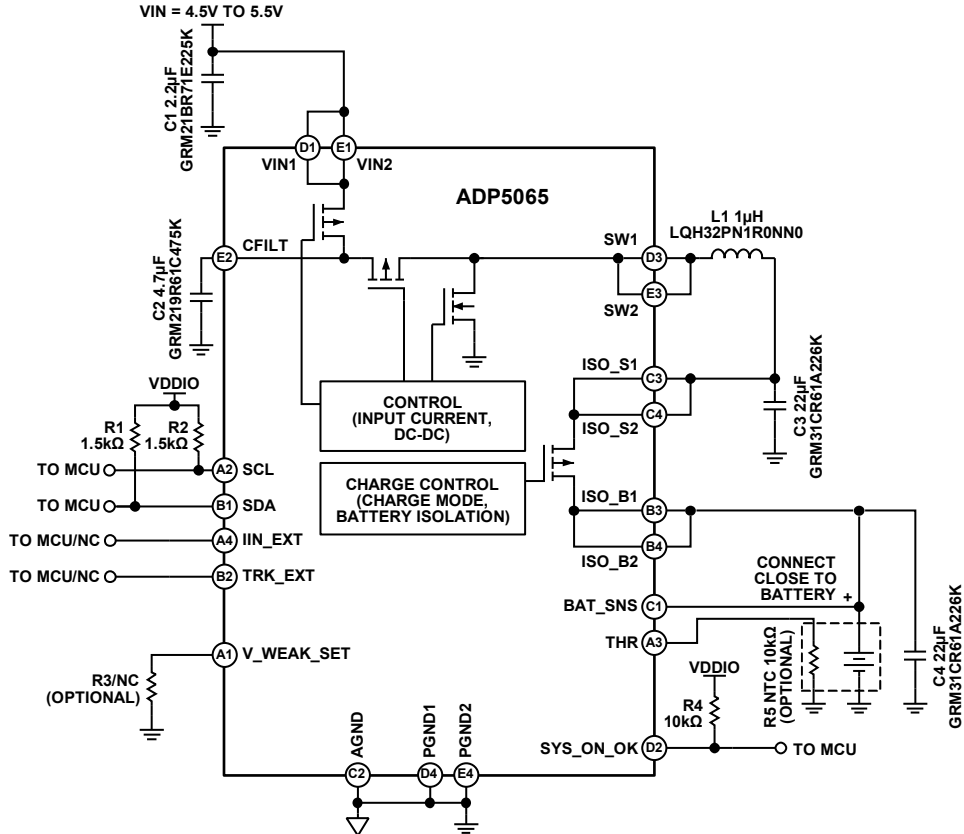 VIN = 4.5V TO 5.5V
C1 2.2µF
GRM21BR71E225K
D1
E1
VIN1
VIN2
ADP5065
L1 1µH
LQH32PN1R0NN0
E2
CFILT
SW1
D3
C2 4.7µF
GRM219R61C475K
E3
SW2
VDDIO
ISO_S1
C3
C3 22µF
GRM31CR61A226K
CONTROL
(INPUT CURRENT,
DC-DC)
C4
ISO_S2
R1
1.5kΩ
R2
1.5kΩ
TO MCU
A2
SCL
CHARGE CONTROL
(CHARGE MODE,
BATTERY ISOLATION)
TO MCU
B1
SDA
ISO_B1
B3
TO MCU/NC
A4
IIN_EXT
B4
ISO_B2
TO MCU/NC
B2
TRK_EXT
CONNECT
CLOSE TO
BATTERY
+
BAT_SNS
C1
THR
A3
A1
V_WEAK_SET
R3/NC
(OPTIONAL)
VDDIO
R4
10kΩ
R5 NTC 10kΩ
(OPTIONAL)
C4 22µF
GRM31CR61A226K
AGND
PGND1
PGND2
SYS_ON_OK
D2
TO MCU
C2
D4
E4